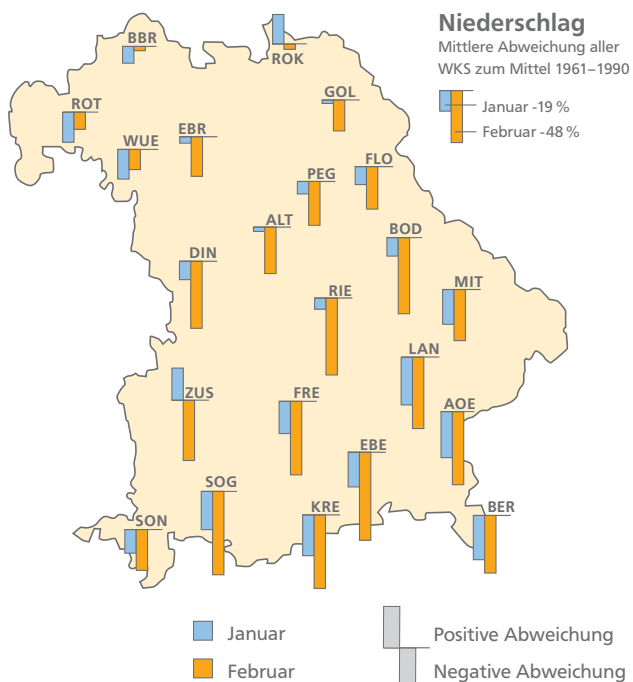 Niederschlag
Mittlere Abweichung aller
WKS zum Mittel 1961–1990
Januar -19 %
Februar -48 %
BBR
ROK
ROT
GOL
WUE
EBR
FLO
PEG
ALT
BOD
DIN
MIT
RIE
LAN
ZUS
FRE
AOE
EBE
SOG
KRE
BER
SON
Januar
Positive Abweichung
Februar
Negative Abweichung